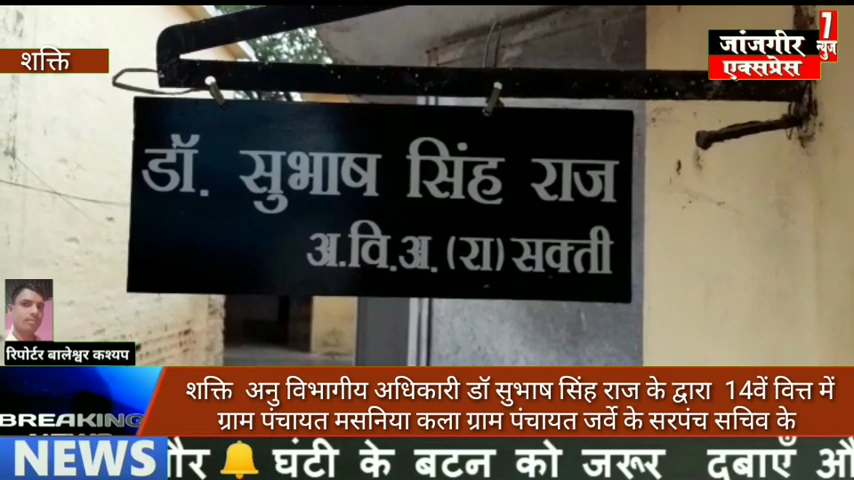 शक्ति
जांजगीर
एक्सप्रेस
7
न्युज
डॉ. सुभाष सिंह राज
अ.वि.अ.(रा) सक्ती
रिपोर्टर बालेश्वर कश्यप
शक्ति अनु विभागीय अधिकारी डॉ सुभाष सिंह राज के द्वारा 14वें वित्त में
ग्राम पंचायत मसनिया कला ग्राम पंचायत जर्वे के सरपंच सचिव के
BREAKING
NEWS
और 🔔 घंटी के बटन को जरूर दबाएँ औ